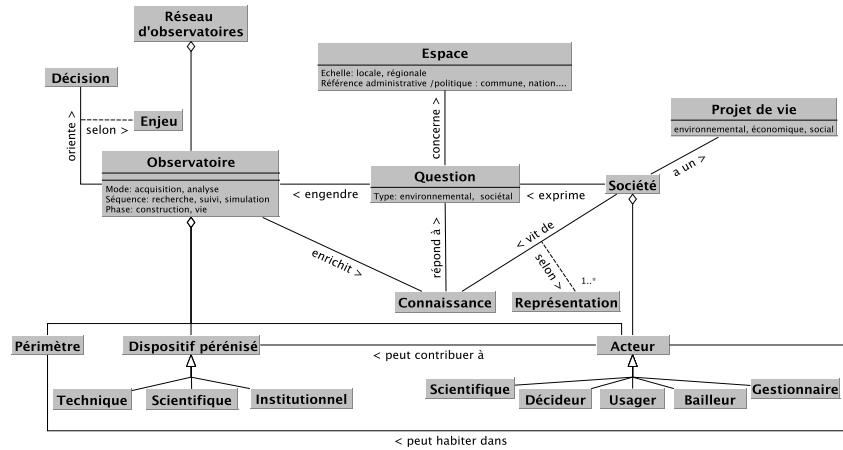 Réseau
d'observatoires
Espace
Echelle: locale, régionale
Référence administrative /politique : commune, nation....
Décision
Projet de vie
environnemental, économique, social
Enjeu
selon >
oriente >
concerne >
a un >
Observatoire
Mode: acquisition, analyse
Séquence: recherche, suivi, simulation
Phase: construction, vie
< engendre
Question
Type: environnemental, sociétal
< exprime
Société
enrichit >
répond à >
< vit de
selon >
1..*
Connaissance
Représentation
Périmètre
Dispositif pérénisé
< peut contribuer à
Acteur
Technique
Scientifique
Institutionnel
Scientifique
Décideur
Usager
Bailleur
Gestionnaire
< peut habiter dans